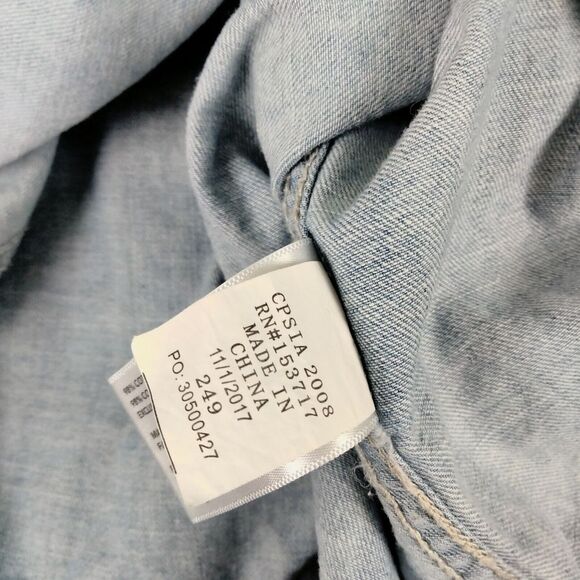 CPSIA 2008
RN#153717
MADE IN
CHINA
11/1/2017
249
PO:30500427